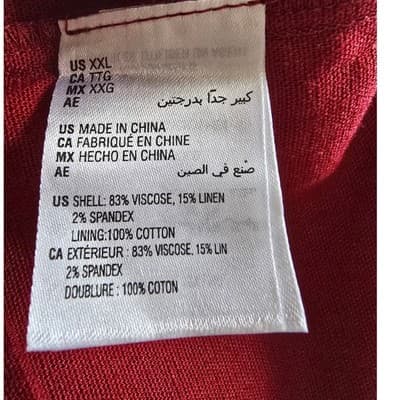 US XXL
CA TTG
MX XXG
AE كبير جدًا بدرجتين
US MADE IN CHINA
CA FABRIQUÉ EN CHINE
MX HECHO EN CHINA
AE صُنع في الصين
US SHELL: 83% VISCOSE, 15% LINEN
2% SPANDEX
LINING:100% COTTON
CA EXTÉRIEUR : 83% VISCOSE, 15% LIN
2% SPANDEX
DOUBLURE : 100% COTON